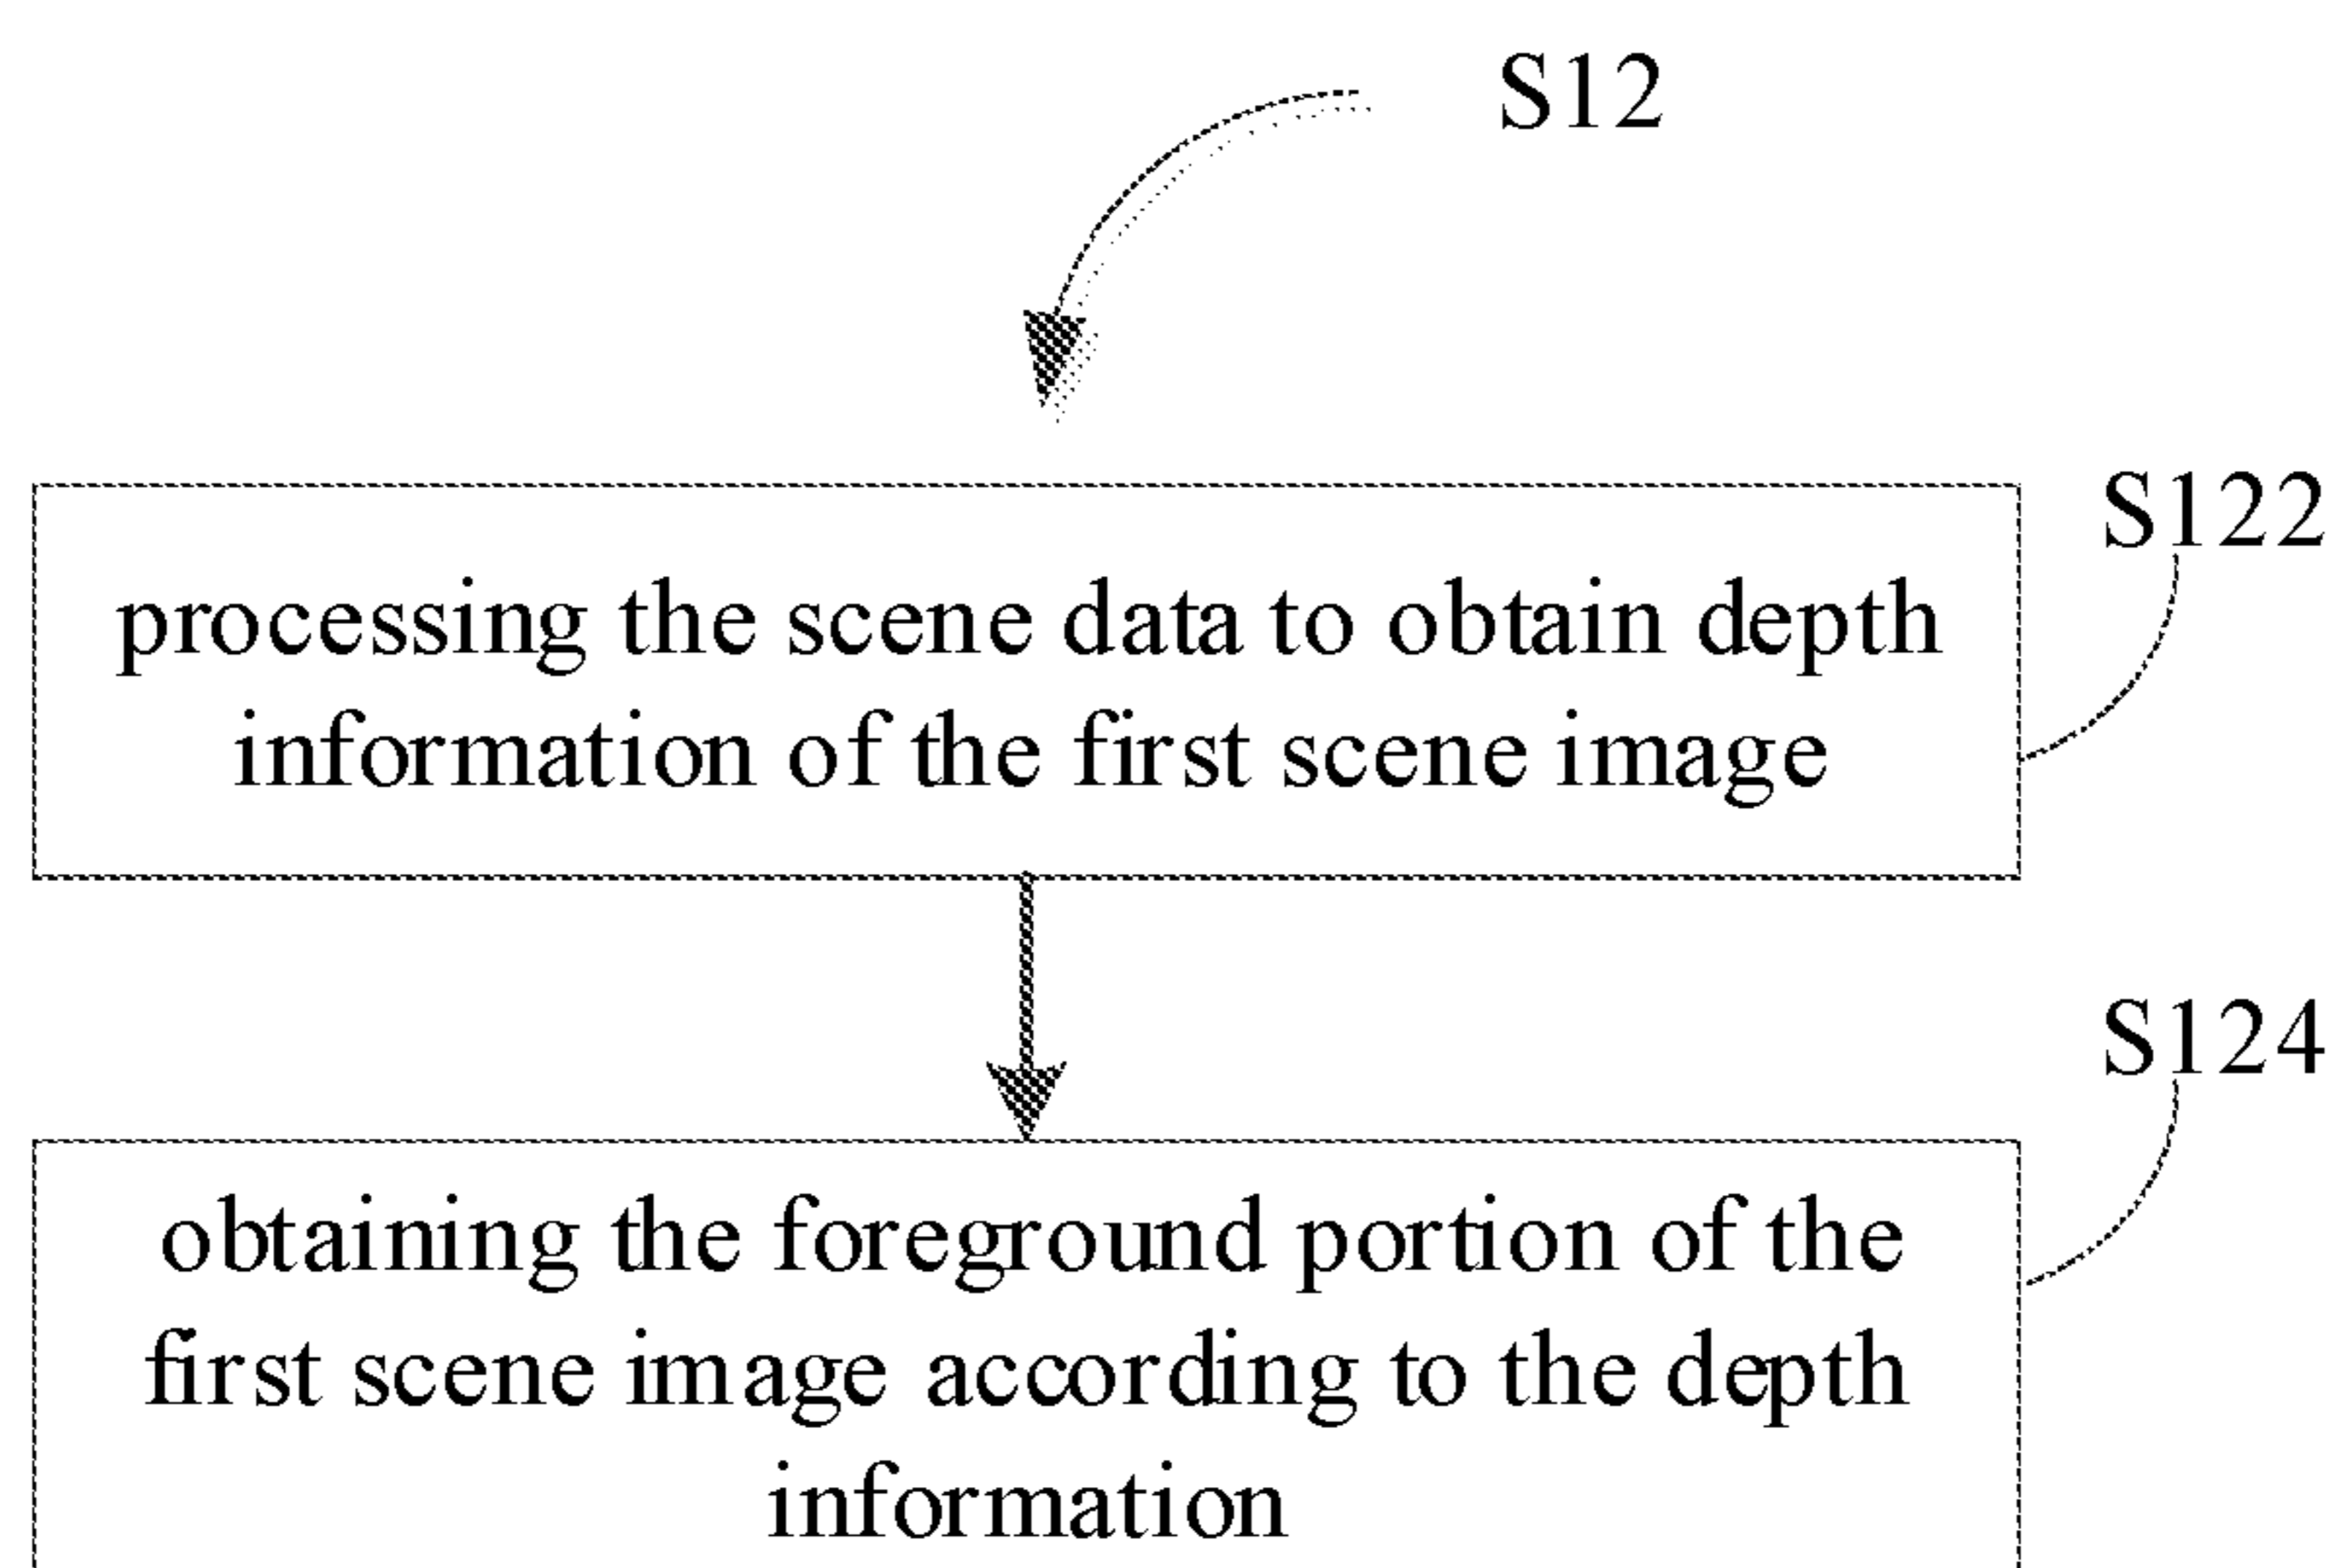 S12
S122
processing the scene data to obtain depth
information of the first scene image
S124
obtaining the foreground portion of the
first scene image according to the depth
information